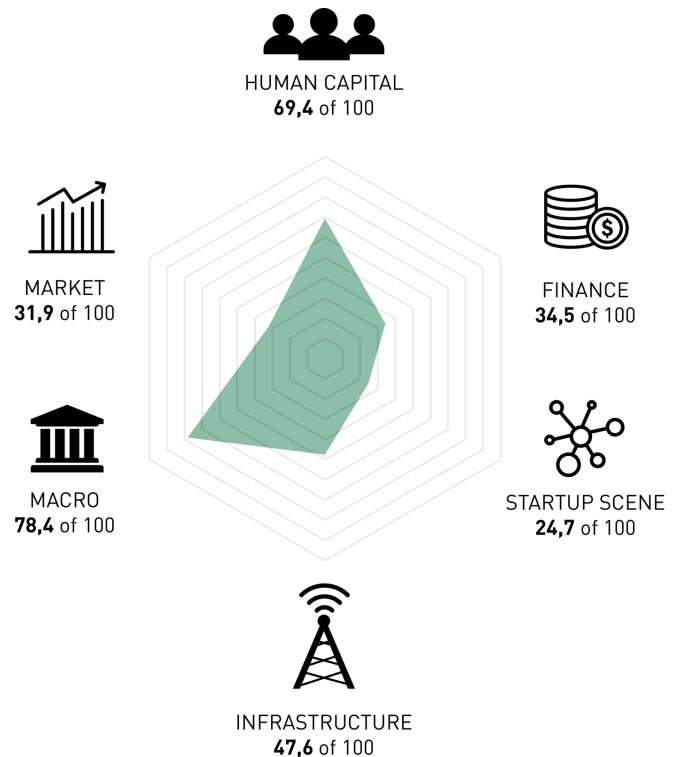 HUMAN CAPITAL
69,4 of 100
MARKET
31,9 of 100
$
FINANCE
34,5 of 100
MACRO
78,4 of 100
STARTUP SCENE
24,7 of 100
INFRASTRUCTURE
47,6 of 100